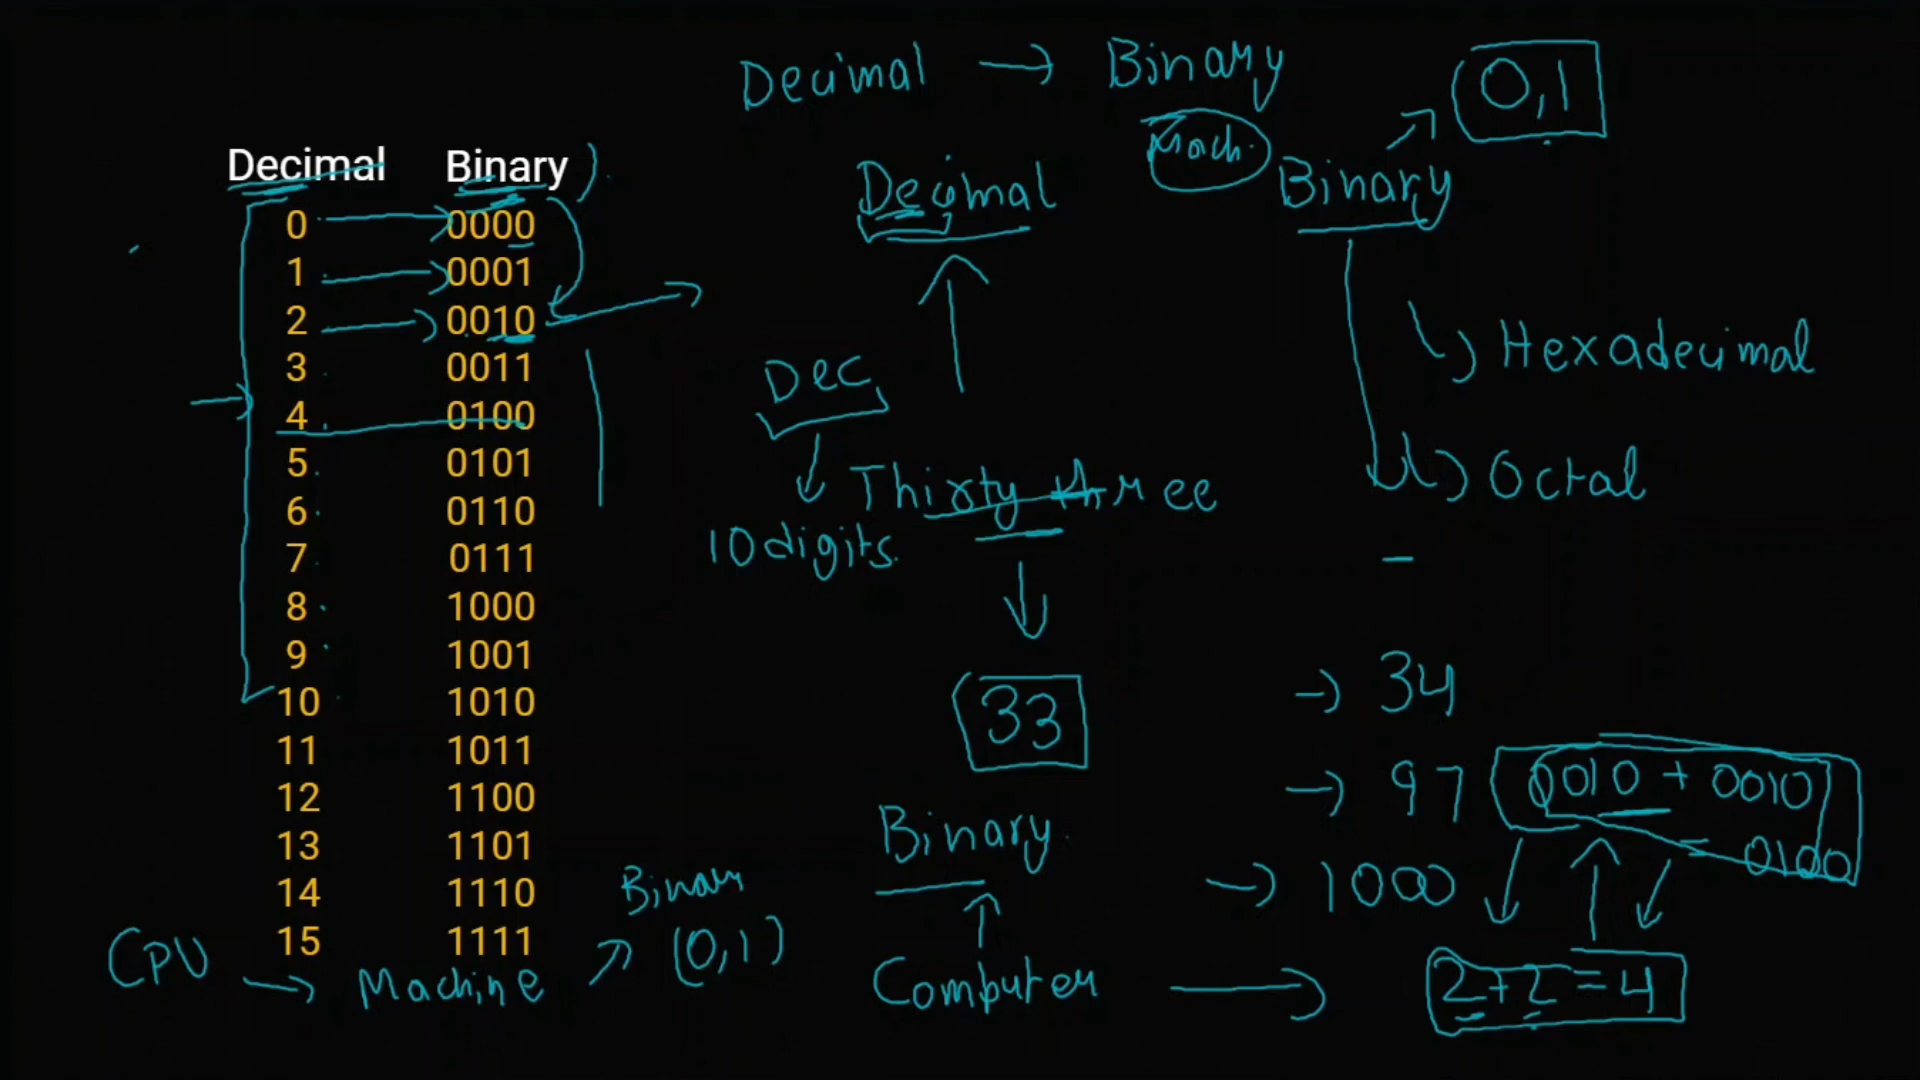 Decimal → Binary
0,1
Mach.
Decimal Binary
Decimal Binary
0 0000
1 0001
2 0010
3 0011
4 0100
5 0101
6 0110
7 0111
8 1000
9 1001
10 1010
11 1011
12 1100
13 1101
14 1110
15 1111
Hexadecimal
Dec
Octal
Thirty three
10 digits.
33
→ 34
→ 97
0010 + 0010
= 0100
→ 1000
Binary
Binary
(0,1)
CPU → Machine
Computer →
2+2=4